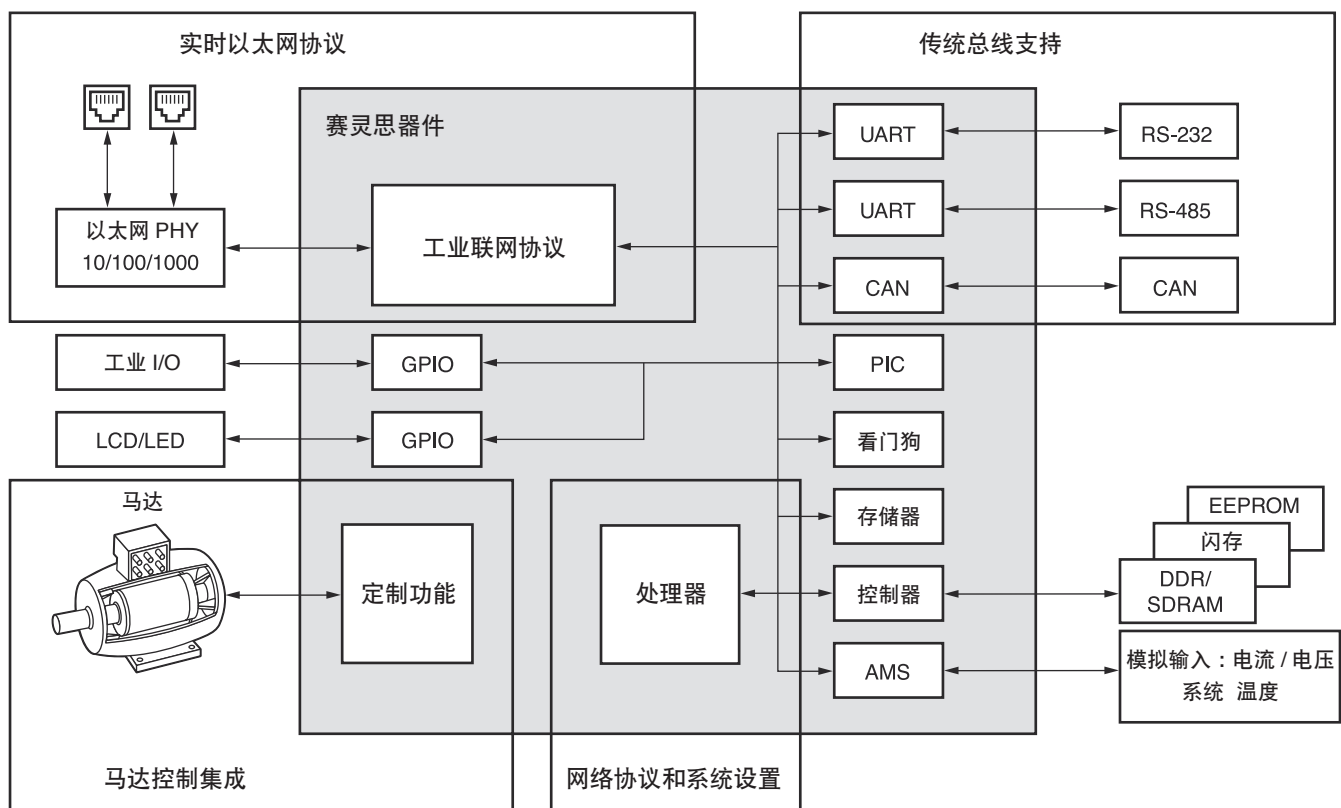 实时以太网协议
传统总线支持
赛灵思器件
UART
RS-232
以太网 PHY
10/100/1000
工业联网协议
UART
RS-485
CAN
CAN
工业 I/O
GPIO
PIC
LCD/LED
GPIO
看门狗
马达
定制功能
处理器
存储器
EEPROM
闪存
DDR/
SDRAM
控制器
AMS
模拟输入：电流 / 电压
系统 温度
马达控制集成
网络协议和系统设置